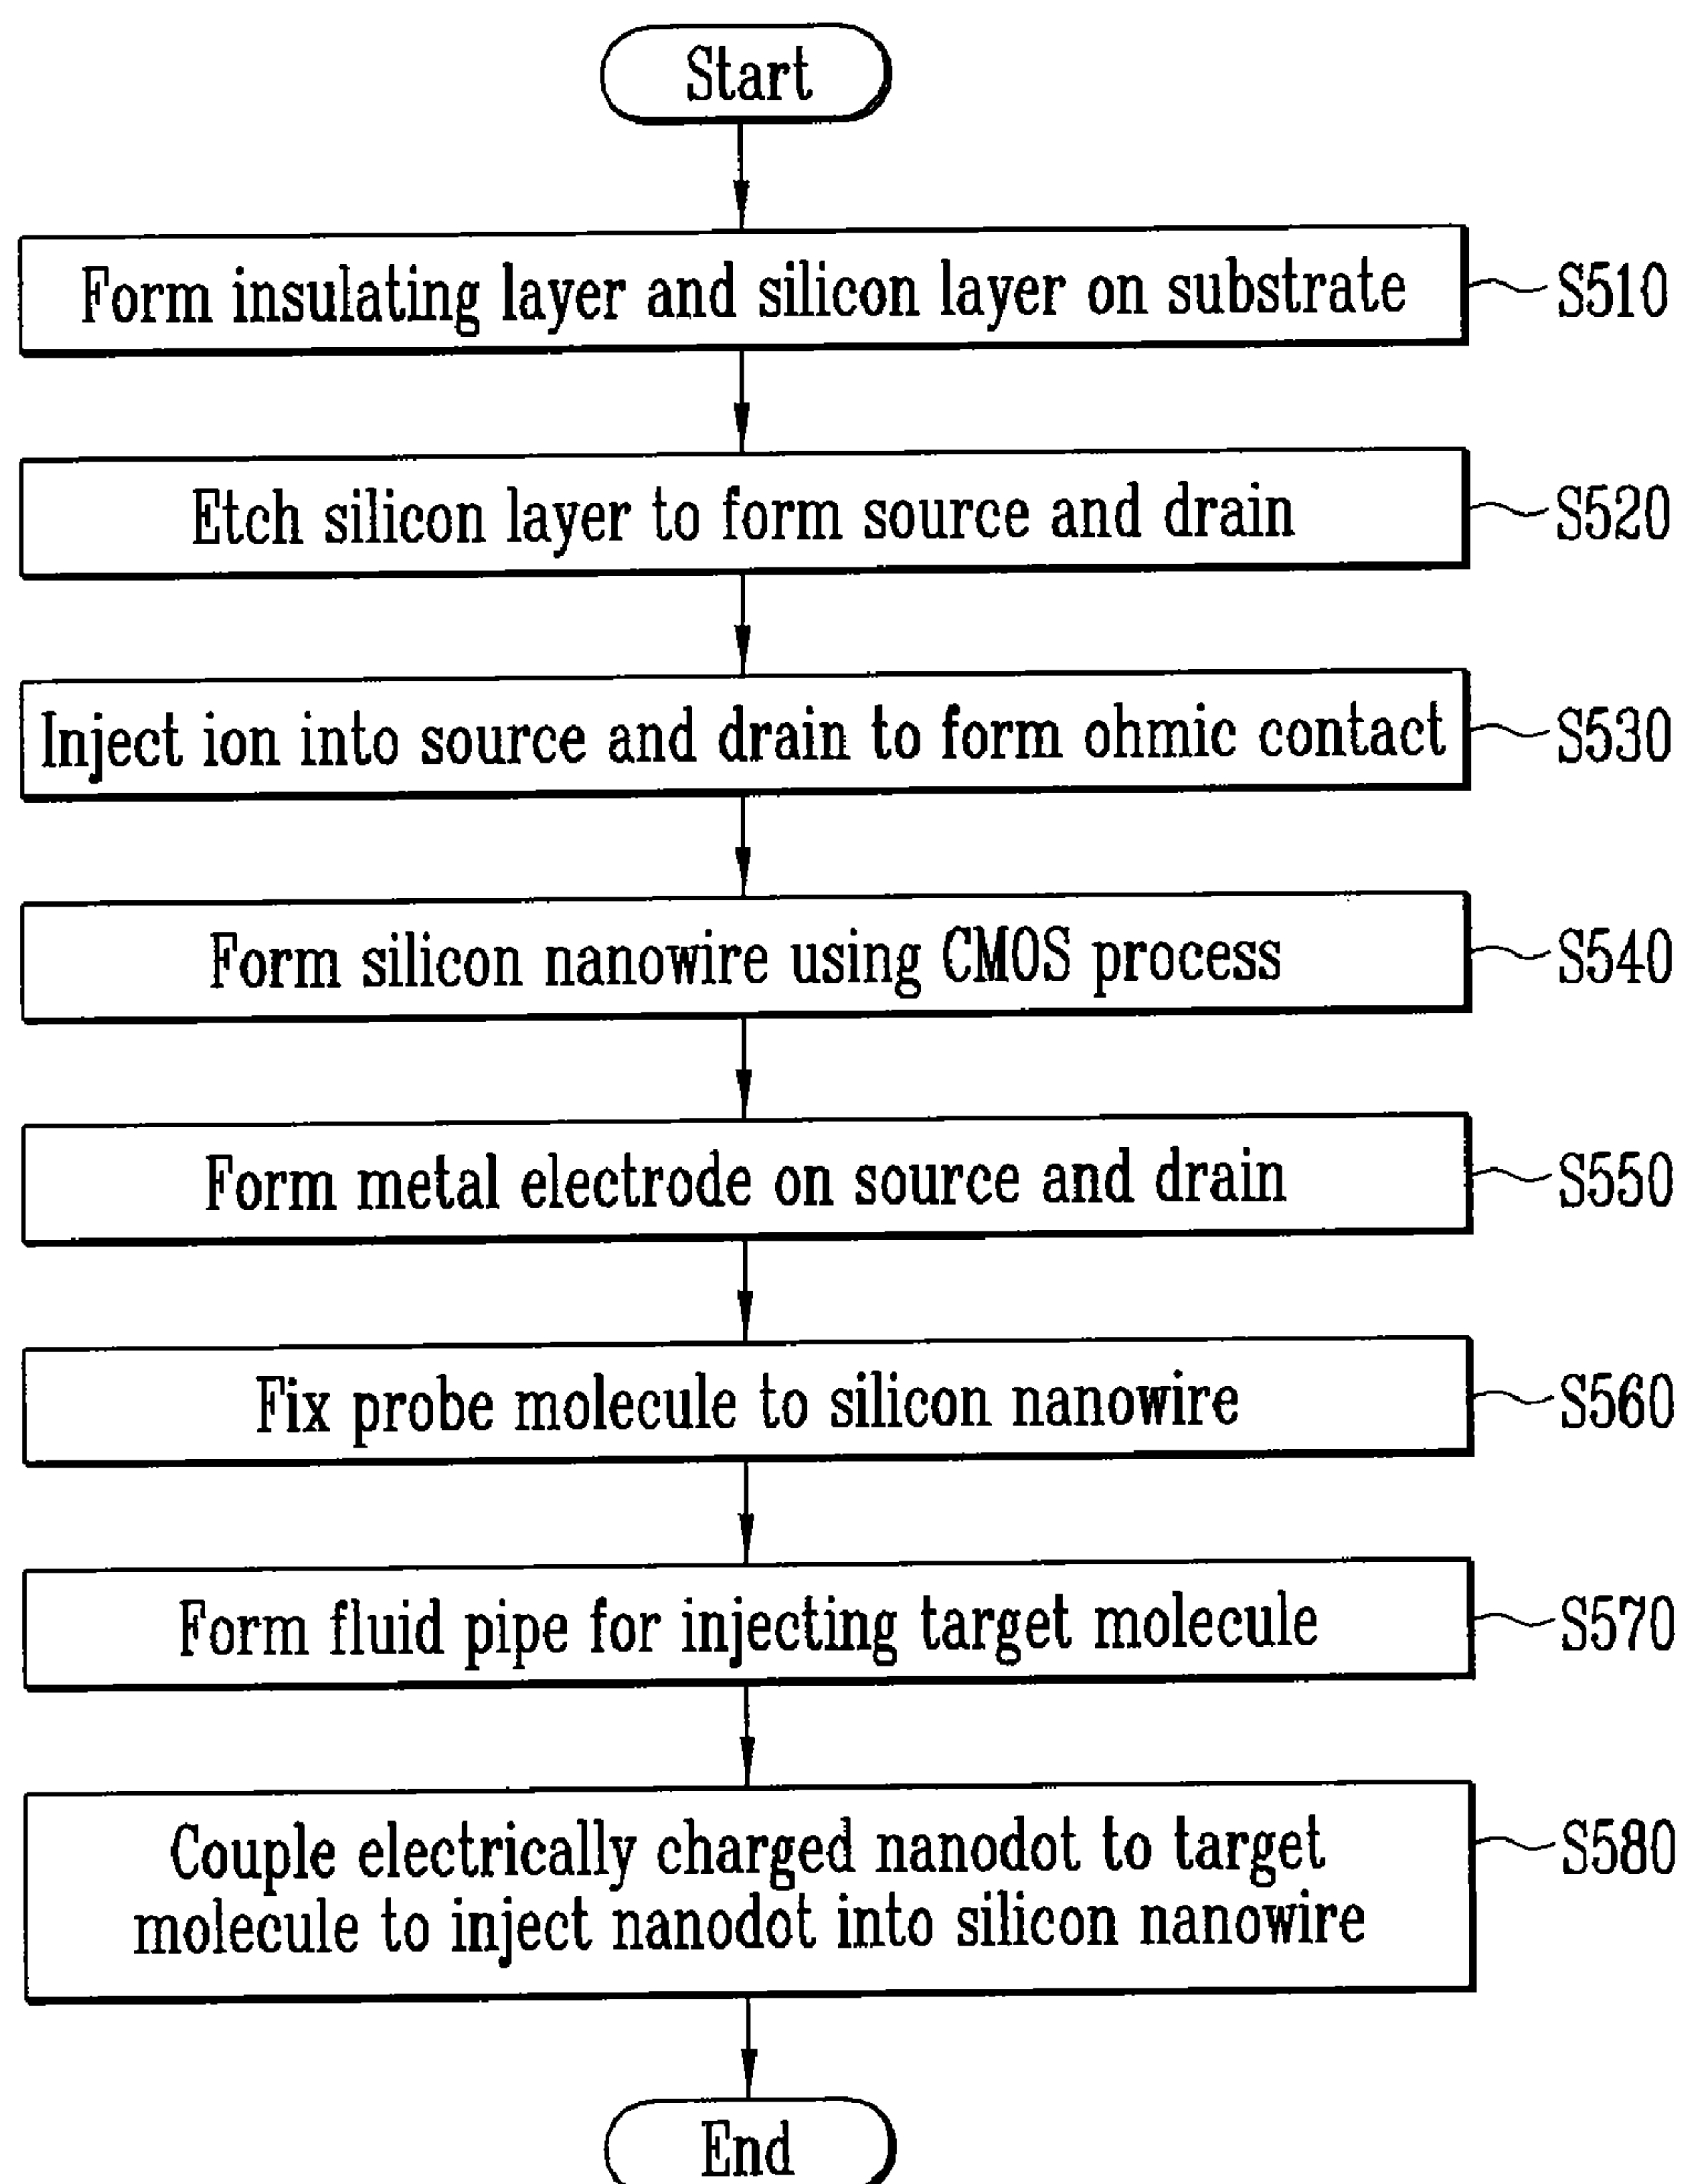 Start
Form insulating layer and silicon layer on substrate
S510
Etch silicon layer to form source and drain
S520
Inject ion into source and drain to form ohmic contact
S530
Form silicon nanowire using CMOS process
S540
Form metal electrode on source and drain
S550
Fix probe molecule to silicon nanowire
S560
Form fluid pipe for injecting target molecule
S570
Couple electrically charged nanodot to target
molecule to inject nanodot into silicon nanowire
S580
End